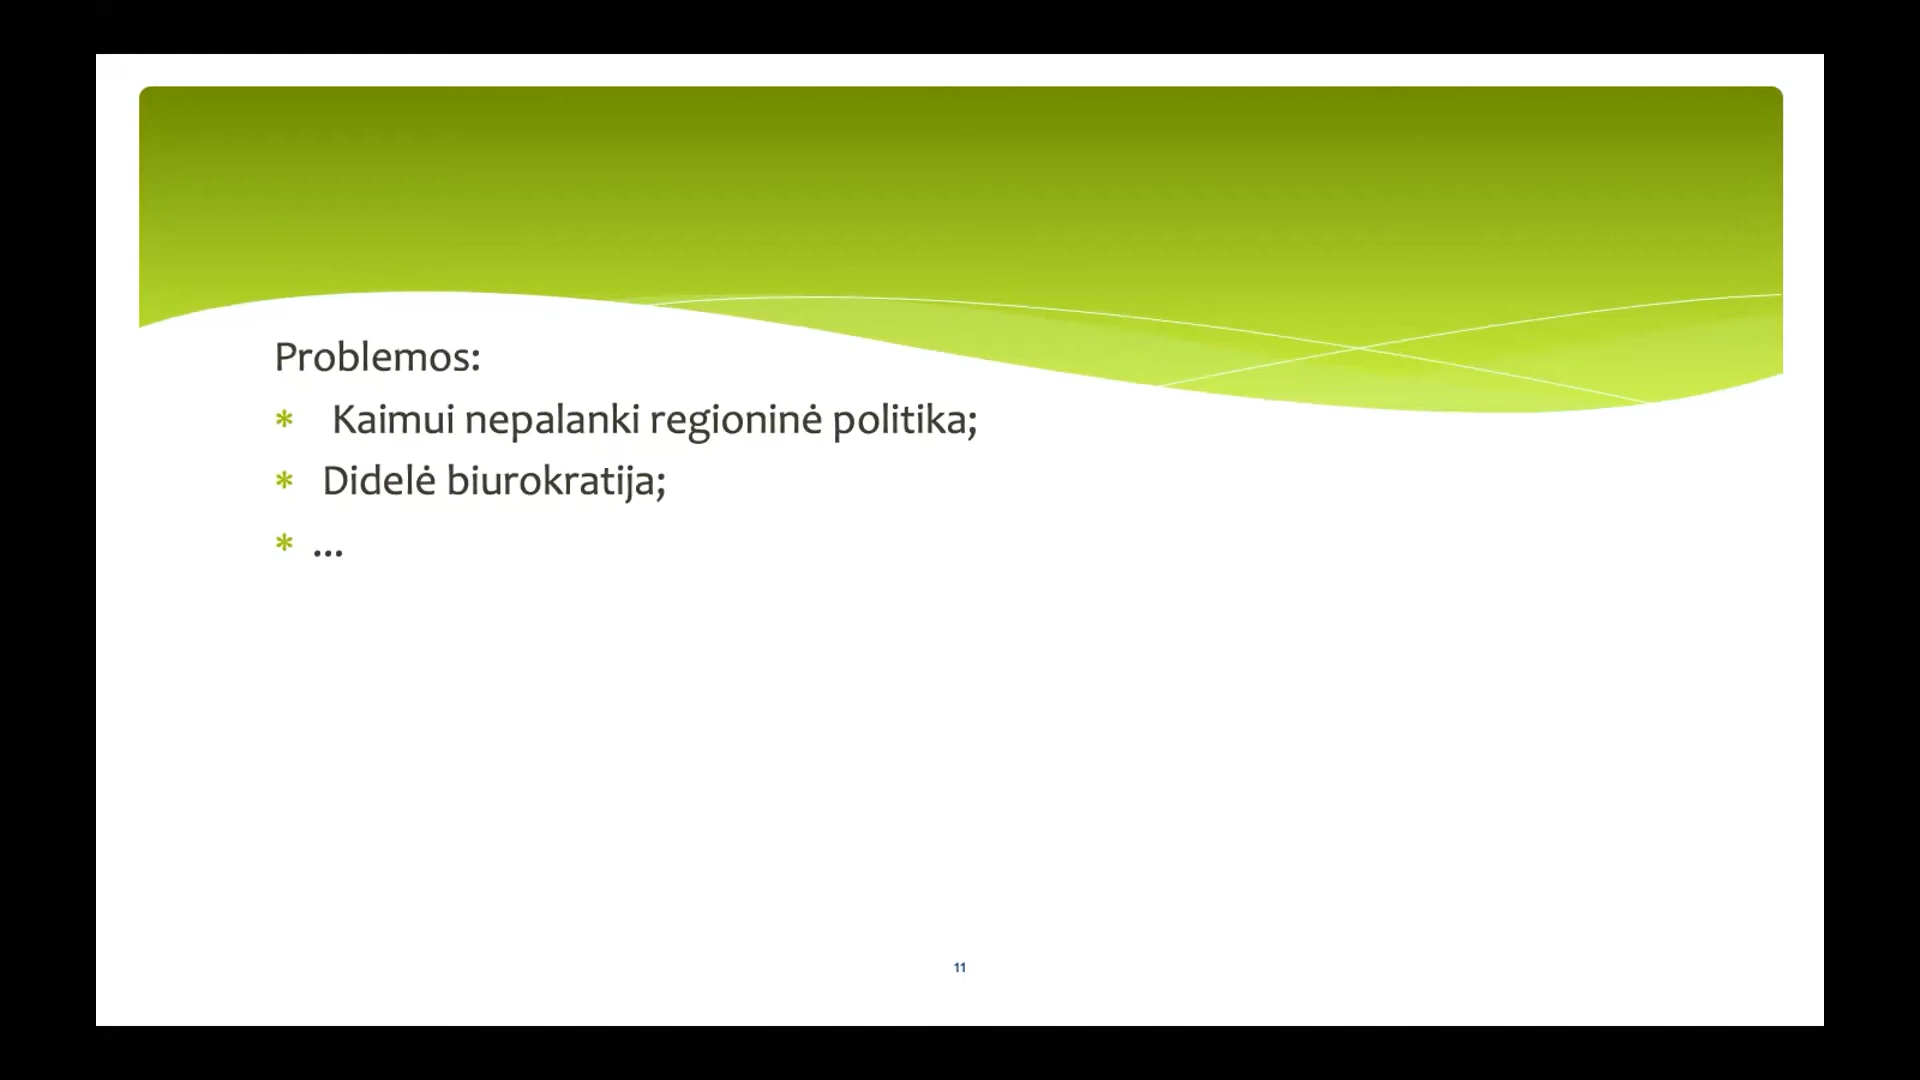 Problemos:
* Kaimui nepalanki regioninė politika;
* Didelė biurokratija;
* ...
11